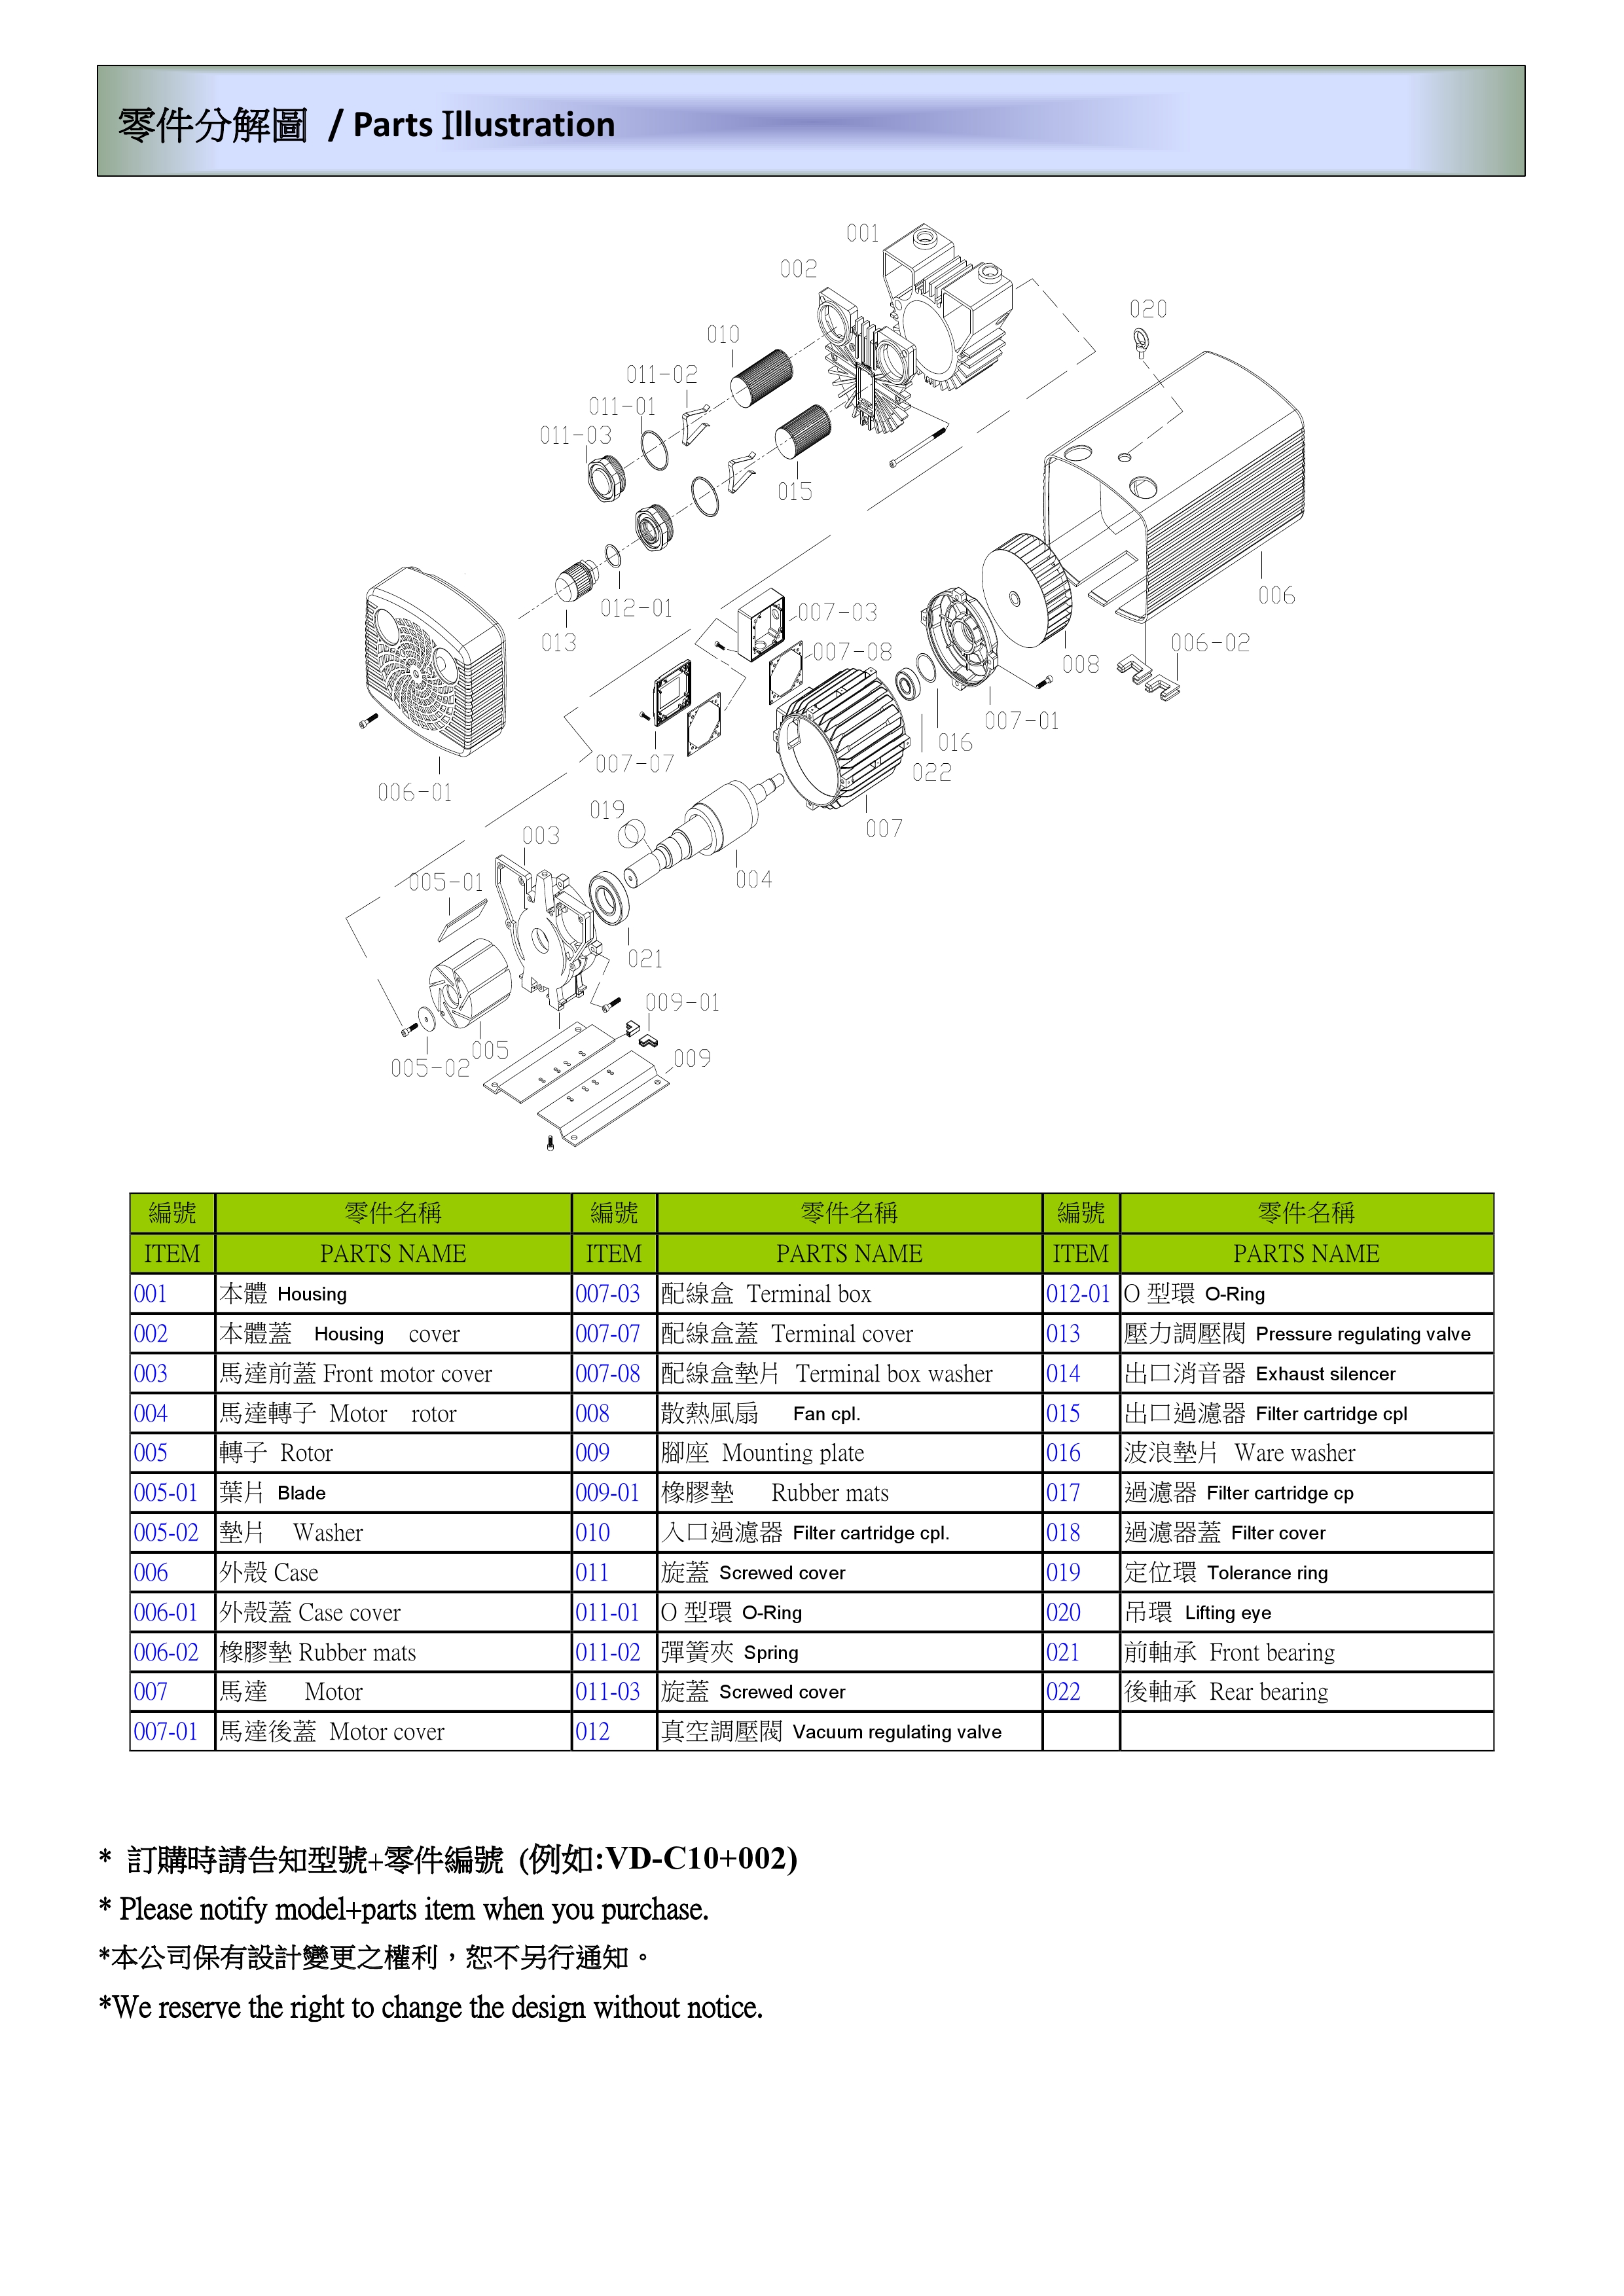 零件分解圖 / Parts Illustration
001
002
020
010
011-02
011-01
011-03
015
006
012-01
007-03
013
006-02
007-08
008
007-01
016
007-07
022
006-01
019
007
003
004
005-01
021
009-01
005
009
005-02
編號 零件名稱 編號 零件名稱 編號 零件名稱
ITEM PARTS NAME ITEM PARTS NAME ITEM PARTS NAME
001 本體 Housing 007-03 配線盒 Terminal box 012-01 O 型環 O-Ring
002 本體蓋 Housing cover 007-07 配線盒蓋 Terminal cover 013 壓力調壓閥 Pressure regulating valve
003 馬達前蓋 Front motor cover 007-08 配線盒墊片 Terminal box washer 014 出口消音器 Exhaust silencer
004 馬達轉子 Motor rotor 008 散熱風扇 Fan cpl. 015 出口過濾器 Filter cartridge cpl
005 轉子 Rotor 009 腳座 Mounting plate 016 波浪墊片 Ware washer
005-01 葉片 Blade 009-01 橡膠墊 Rubber mats 017 過濾器 Filter cartridge cp
005-02 墊片 Washer 010 入口過濾器 Filter cartridge cpl. 018 過濾器蓋 Filter cover
006 外殼 Case 011 旋蓋 Screwed cover 019 定位環 Tolerance ring
006-01 外殼蓋 Case cover 011-01 O 型環 O-Ring 020 吊環 Lifting eye
006-02 橡膠墊 Rubber mats 011-02 彈簧夾 Spring 021 前軸承 Front bearing
007 馬達 Motor 011-03 旋蓋 Screwed cover 022 後軸承 Rear bearing
007-01 馬達後蓋 Motor cover 012 真空調壓閥 Vacuum regulating valve
* 訂購時請告知型號+零件編號 (例如:VD-C10+002)
* Please notify model+parts item when you purchase.
*本公司保有設計變更之權利，恕不另行通知。
*We reserve the right to change the design without notice.